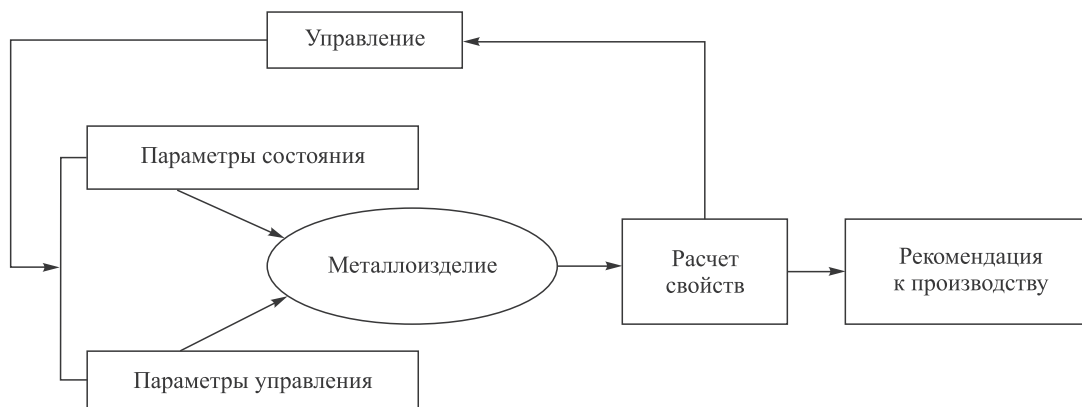 Управление
Параметры состояния
Металлоизделие
Расчет
свойств
Рекомендация
к производству
Параметры управления